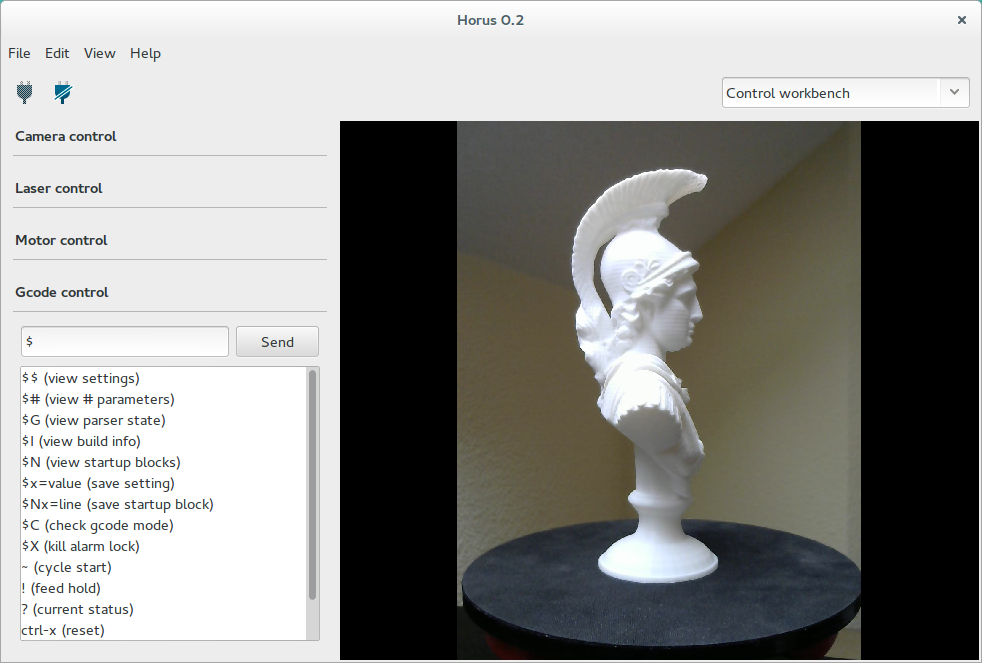 Horus 0.2
File Edit View Help
Control workbench
Camera control
Laser control
Motor control
Gcode control
$
Send
$$ (view settings)
$# (view # parameters)
$G (view parser state)
$I (view build info)
$N (view startup blocks)
$x=value (save setting)
$Nx=line (save startup block)
$C (check gcode mode)
$X (kill alarm lock)
~ (cycle start)
! (feed hold)
? (current status)
ctrl-x (reset)